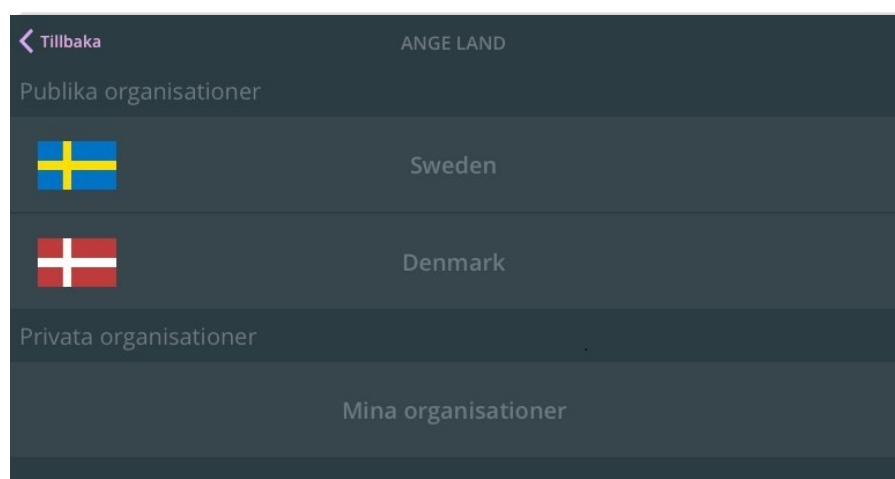 Tillbaka
ANGE LAND
Publika organisationer
Sweden
Denmark
Privata organisationer
Mina organisationer